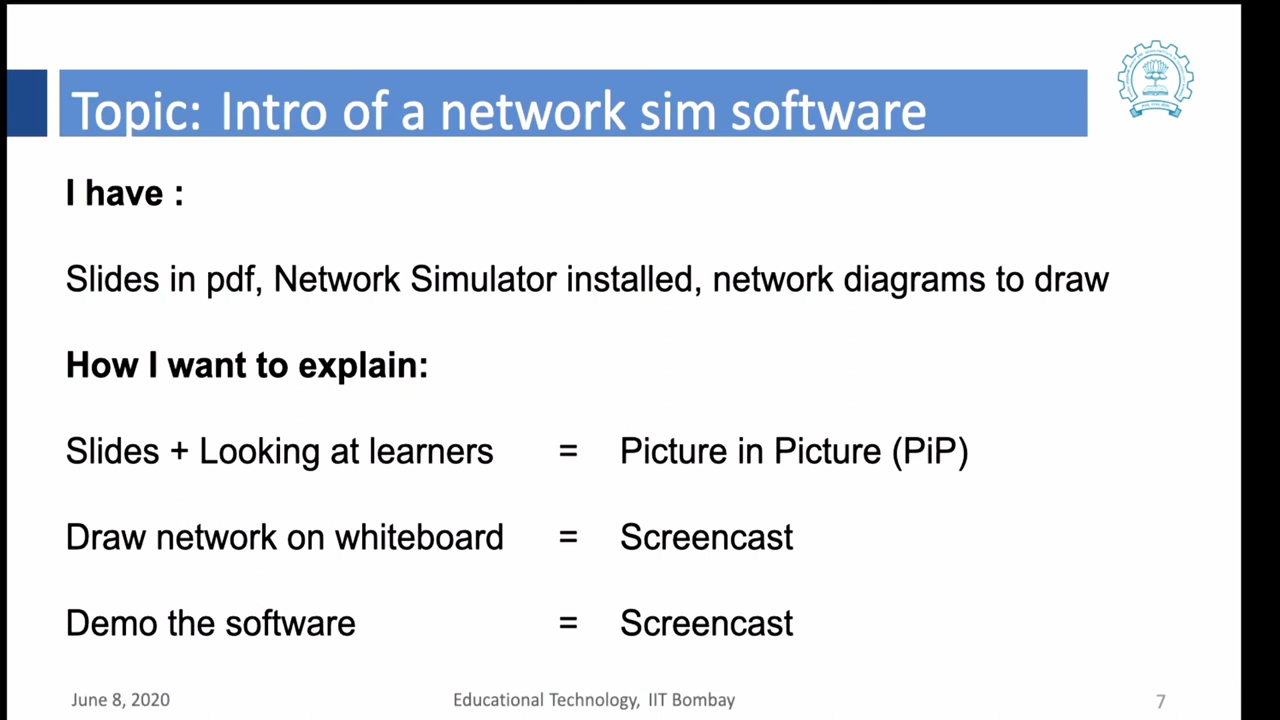 Topic: Intro of a network sim software
I have :
Slides in pdf, Network Simulator installed, network diagrams to draw
How I want to explain:
Slides + Looking at learners = Picture in Picture (PiP)
Draw network on whiteboard = Screencast
Demo the software = Screencast
June 8, 2020 Educational Technology, IIT Bombay 7